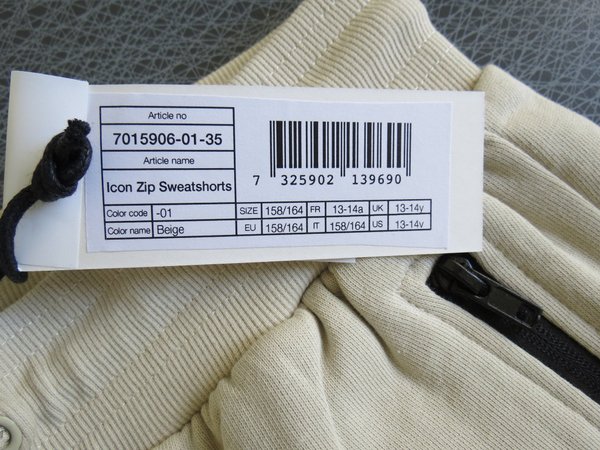 Article no
7015906-01-35
Article name
Icon Zip Sweatshorts
Color code -01
Color name Beige
7 325902 139690
SIZE 158/164 FR 13-14a UK 13-14y
EU 158/164 IT 158/164 US 13-14y